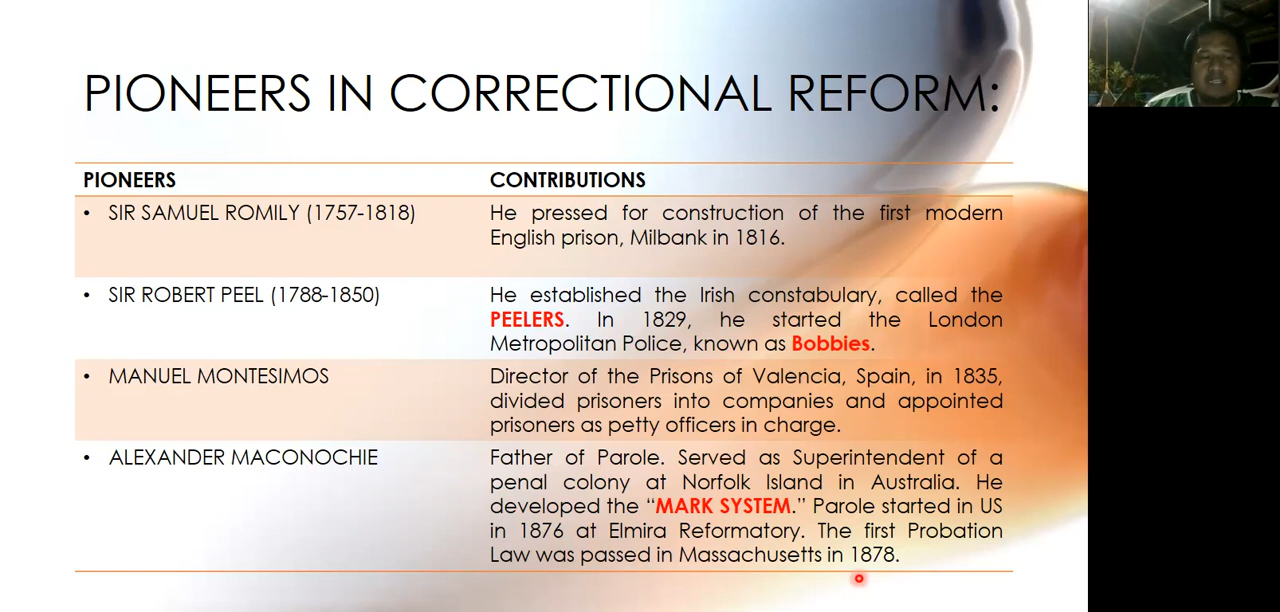 PIONEERS IN CORRECTIONAL REFORM:
PIONEERS
CONTRIBUTIONS
• SIR SAMUEL ROMILY (1757-1818)
He pressed for construction of the first modern
English prison, Milbank in 1816.
• SIR ROBERT PEEL (1788-1850)
He established the Irish constabulary, called the
PEELERS. In 1829, he started the London
Metropolitan Police, known as Bobbies.
• MANUEL MONTESIMOS
Director of the Prisons of Valencia, Spain, in 1835,
divided prisoners into companies and appointed
prisoners as petty officers in charge.
• ALEXANDER MACONOCHIE
Father of Parole. Served as Superintendent of a
penal colony at Norfolk Island in Australia. He
developed the “MARK SYSTEM.” Parole started in US
in 1876 at Elmira Reformatory. The first Probation
Law was passed in Massachusetts in 1878.